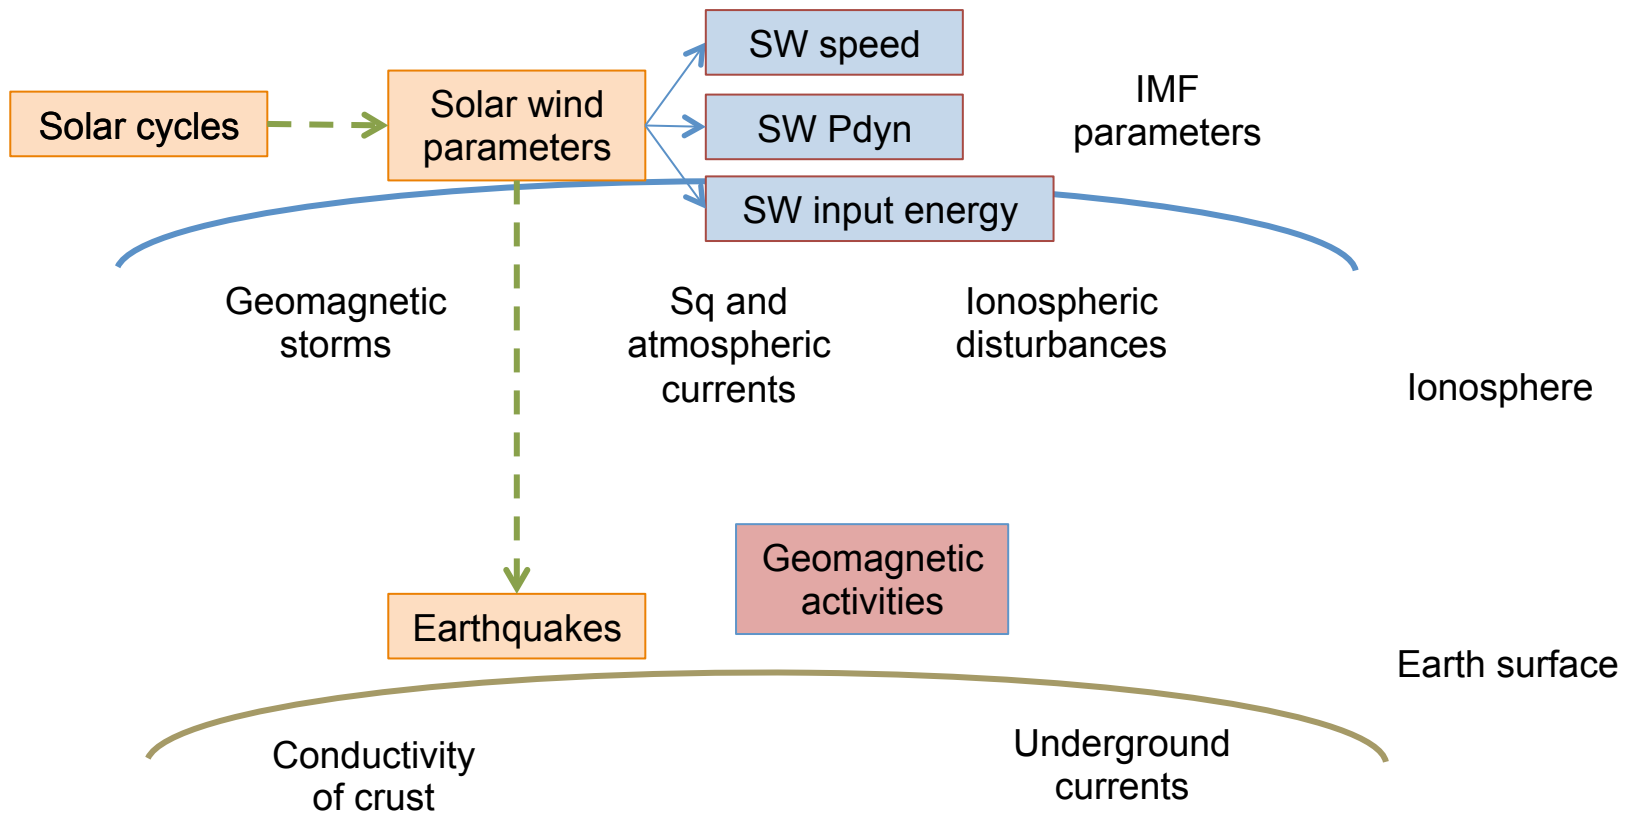 SW speed
IMF
parameters
Solar cycles
Solar wind
parameters
SW Pdyn
SW input energy
Geomagnetic
storms
Sq and
atmospheric
currents
Ionospheric
disturbances
Ionosphere
Geomagnetic
activities
Earthquakes
Earth surface
Conductivity
of crust
Underground
currents